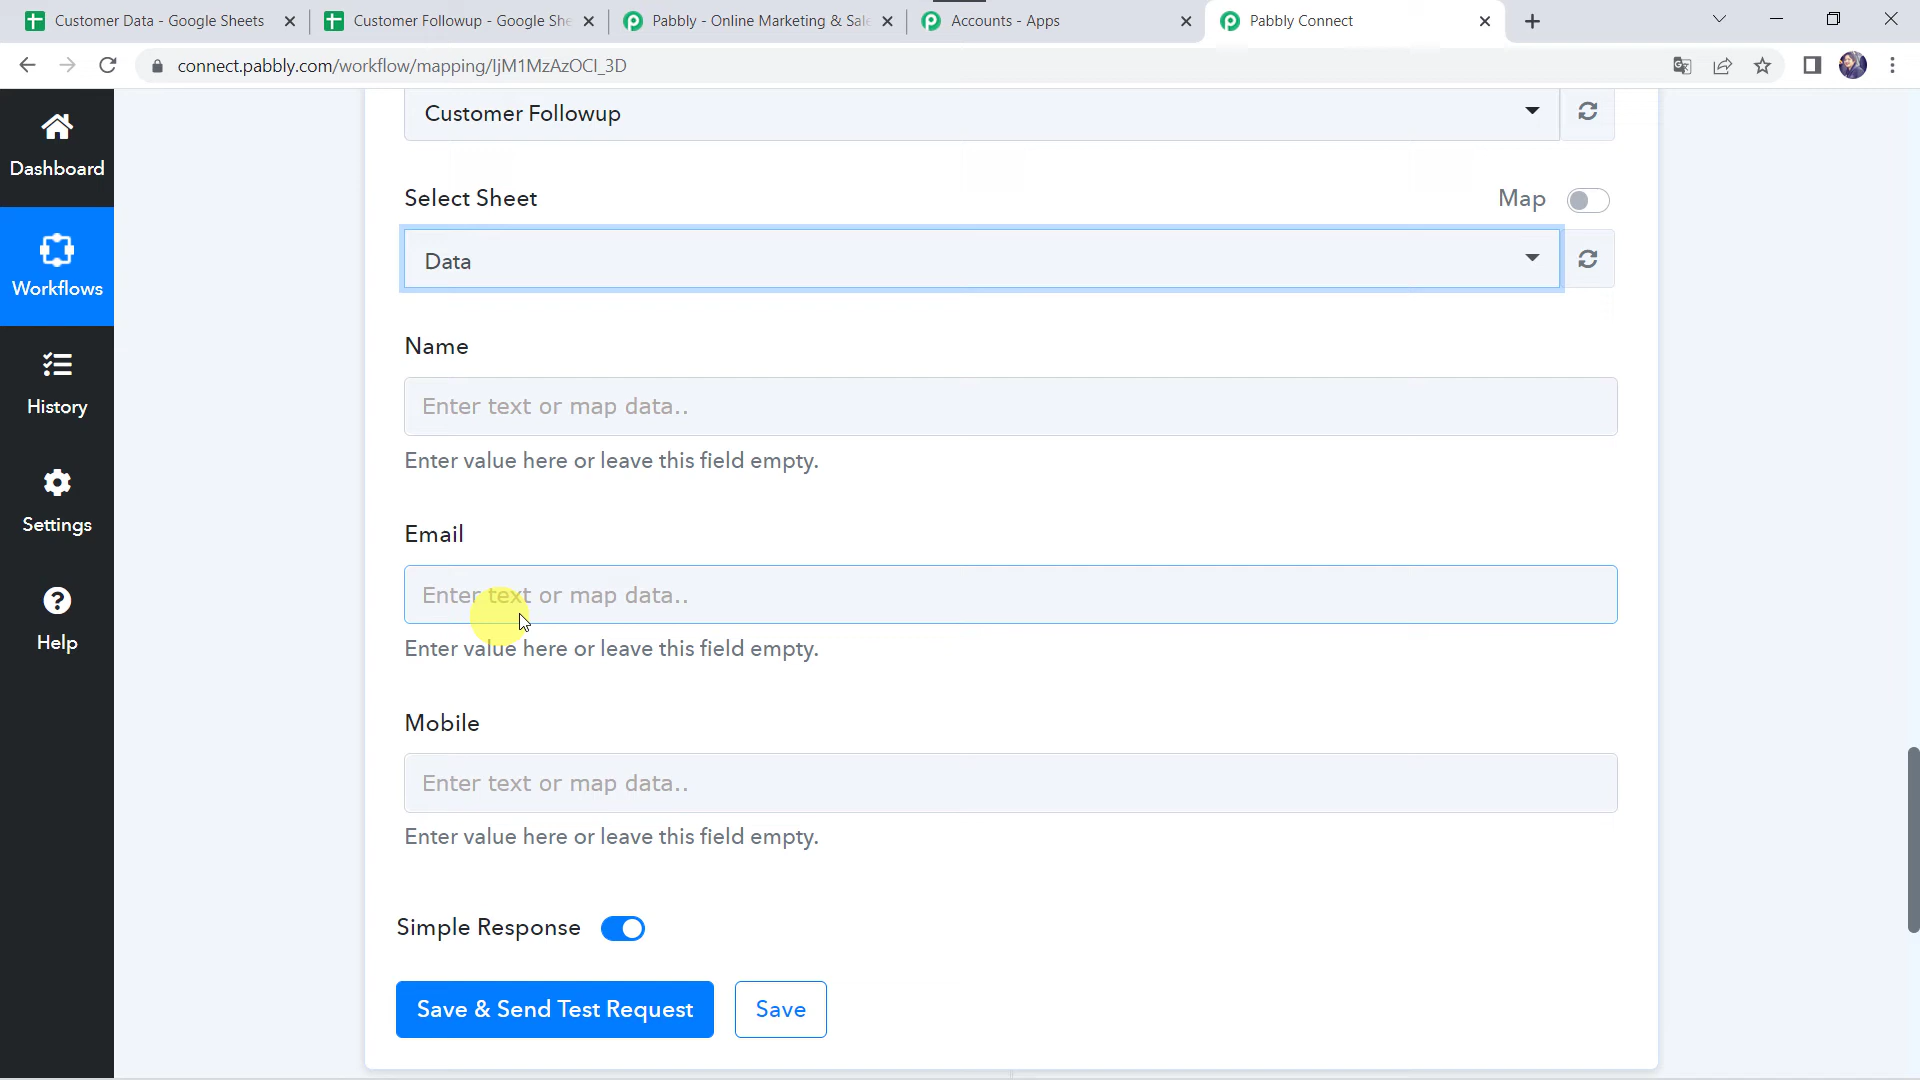 Customer Data - Google Sheets
Customer Followup - Google She
Pabbly - Online Marketing & Sale
Accounts - Apps
Pabbly Connect
connect.pabbly.com/workflow/mapping/IjM1MzAzOCI_3D
Customer Followup
Dashboard
Select Sheet
Map
Data
Workflows
Name
Enter text or map data..
History
Enter value here or leave this field empty.
Settings
Email
Enter text or map data..
Help
Enter value here or leave this field empty.
Mobile
Enter text or map data..
Enter value here or leave this field empty.
Simple Response
Save & Send Test Request
Save